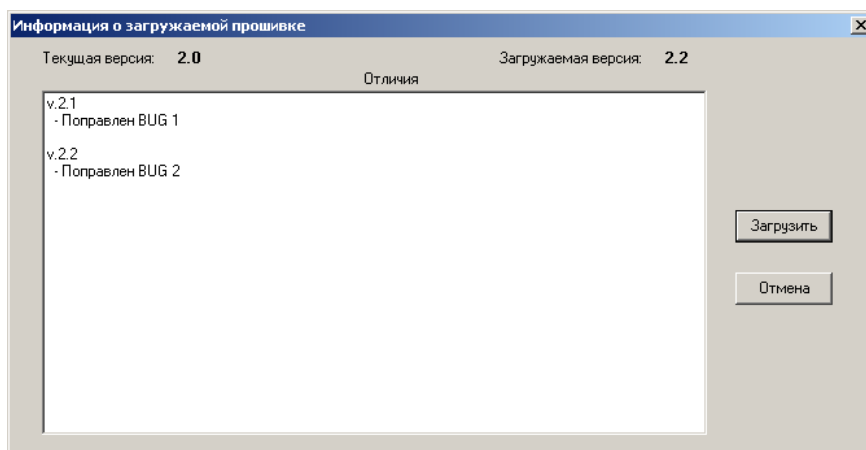 Информация о загружаемой прошивке
Текущая версия: 2.0 Загружаемая версия: 2.2
Отличия
v.2.1
- Поправлен BUG 1
v.2.2
- Поправлен BUG 2
Загрузить
Отмена